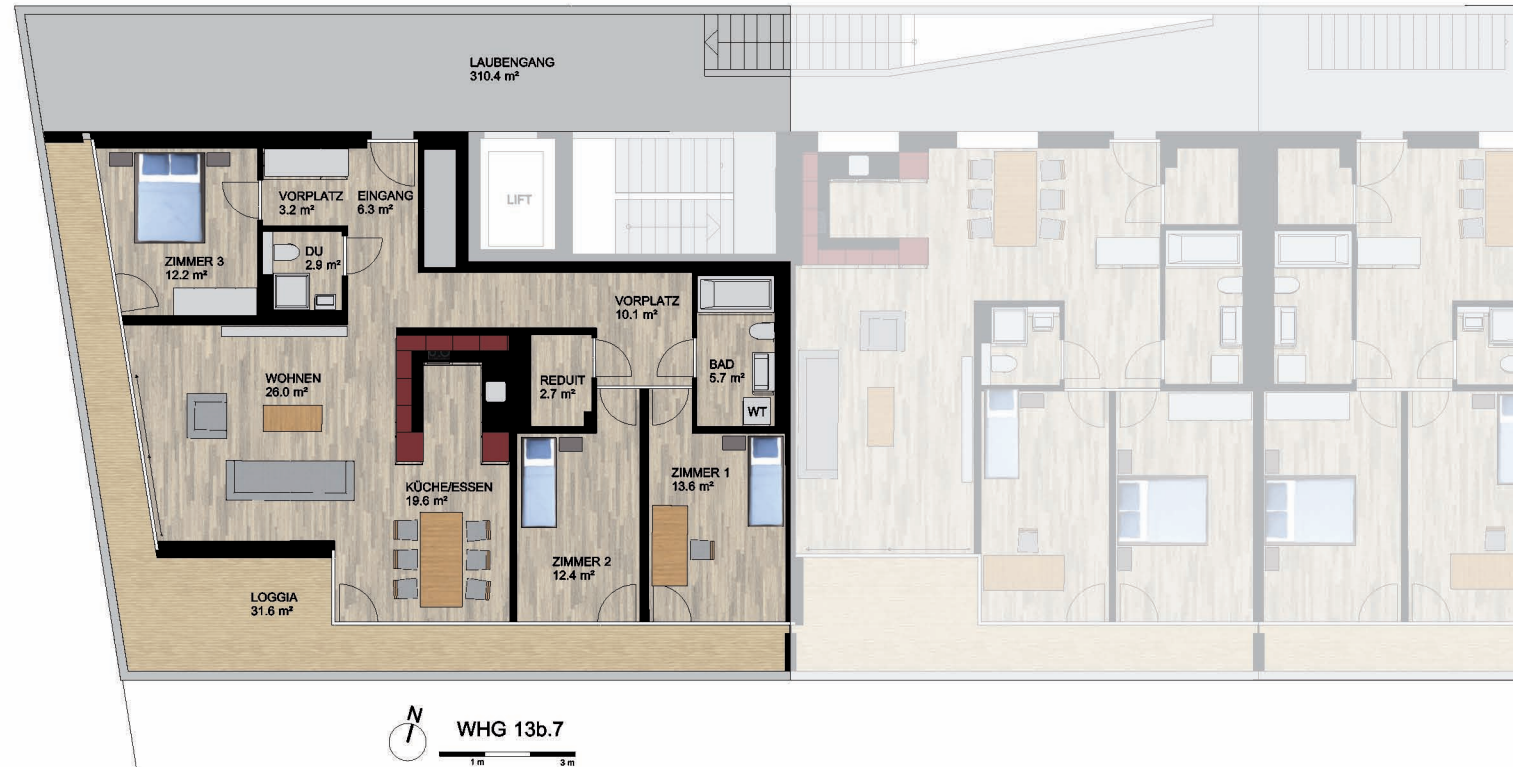 LAUBENGANG
310.4 m²
LIFT
VORPLATZ
3.2 m²
EINGANG
6.3 m²
DU
2.9 m²
ZIMMER 3
12.2 m²
VORPLATZ
10.1 m²
BAD
5.7 m²
WT
REDUIT
2.7 m²
WOHNEN
26.0 m²
KÜCHE/ESSEN
19.6 m²
ZIMMER 1
13.6 m²
ZIMMER 2
12.4 m²
LOGGIA
31.6 m²
N
WHG 13b.7
1 m 3 m